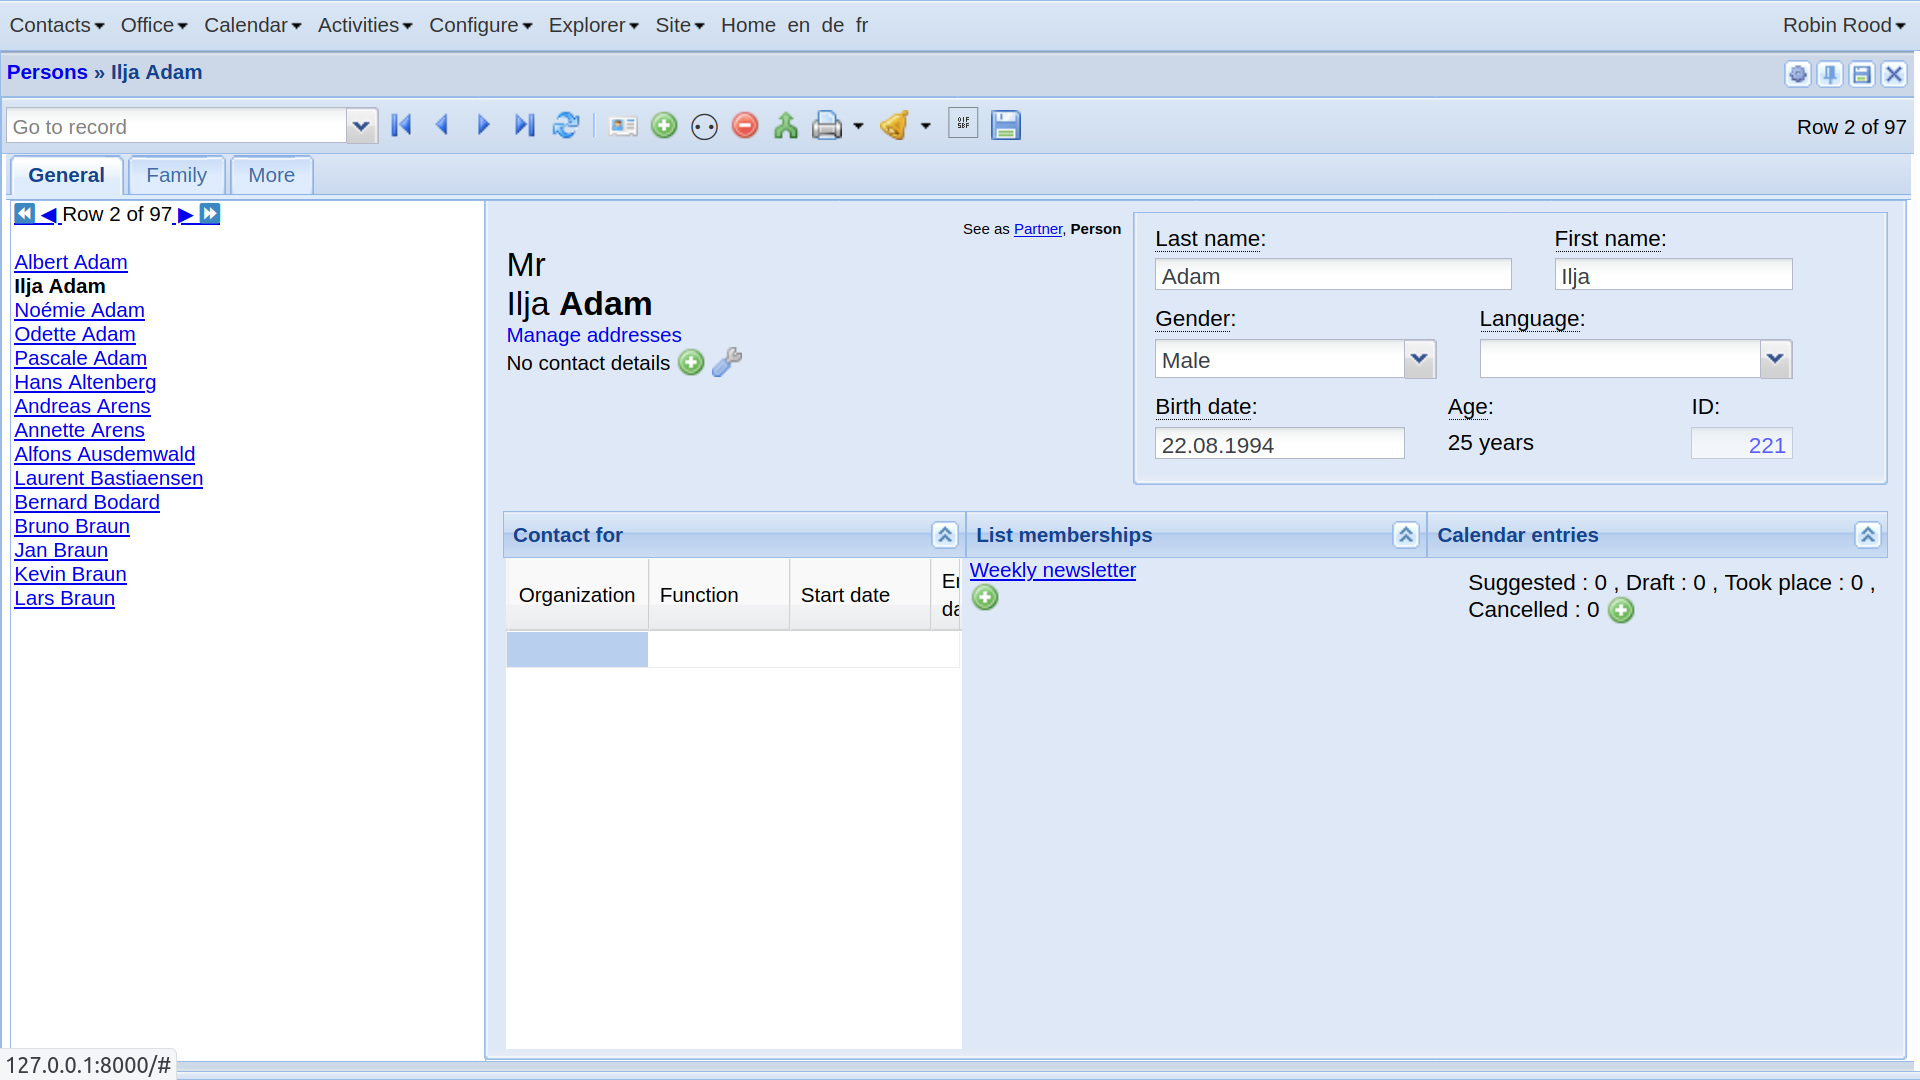 Contacts Office Calendar Activities Configure Explorer Site Home en de fr Robin Rood
Persons » Ilja Adam
Go to record
Row 2 of 97
General Family More
Row 2 of 97
Albert Adam
Ilja Adam
Noémie Adam
Odette Adam
Pascale Adam
Hans Altenberg
Andreas Arens
Annette Arens
Alfons Ausdemwald
Laurent Bastiaensen
Bernard Bodard
Bruno Braun
Jan Braun
Kevin Braun
Lars Braun
See as Partner, Person
Mr
Ilja Adam
Manage addresses
No contact details
Last name: First name:
Adam Ilja
Gender: Language:
Male
Birth date: Age: ID:
22.08.1994 25 years 221
Contact for List memberships Calendar entries
Organization Function Start date
Weekly newsletter
Suggested : 0 , Draft : 0 , Took place : 0 ,
Cancelled : 0
127.0.0.1:8000/#